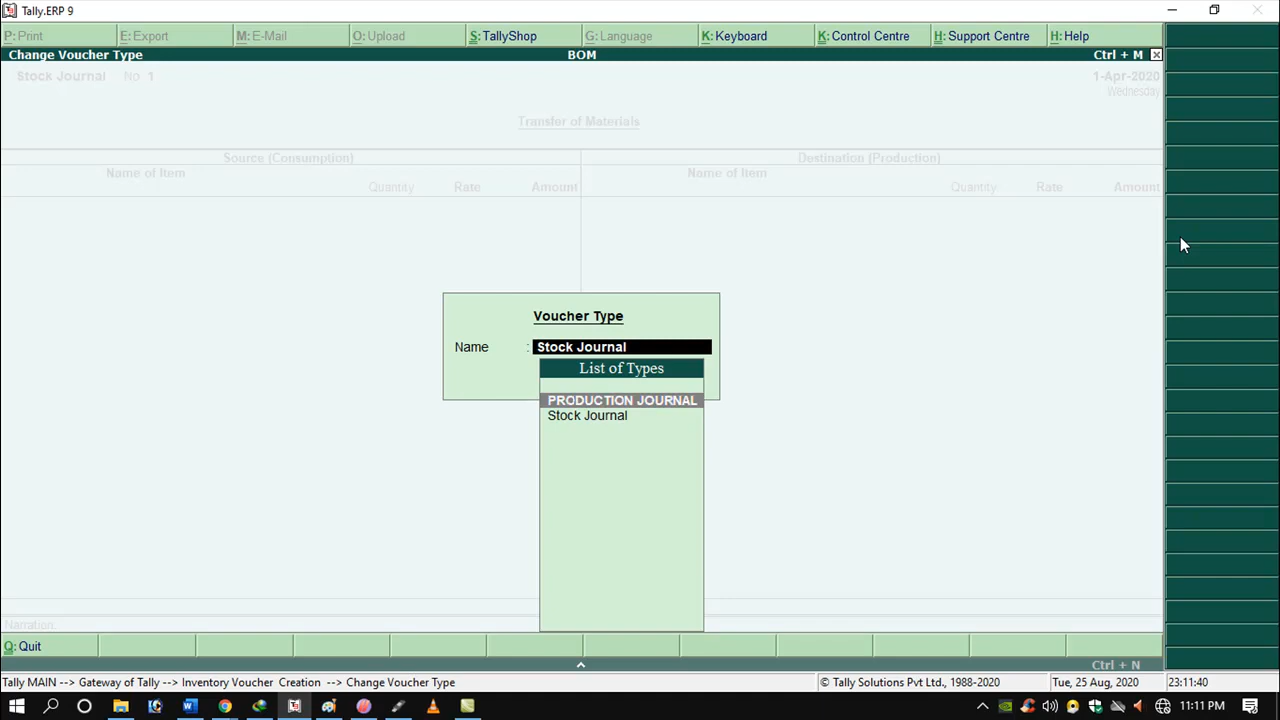 Tally.ERP 9
P: Print E: Export M: E-Mail O: Upload S: TallyShop G: Language K: Keyboard K: Control Centre H: Support Centre H: Help
Change Voucher Type BOM Ctrl + M
Stock Journal No. 1 1-Apr-2020
Wednesday
Transfer of Materials
Source (Consumption) Destination (Production)
Name of Item Name of Item
Quantity Rate Amount Quantity Rate Amount
Voucher Type
Name : Stock Journal
List of Types
PRODUCTION JOURNAL
Stock Journal
Narration:
Q: Quit
Ctrl + N
Tally MAIN --> Gateway of Tally --> Inventory Voucher Creation --> Change Voucher Type © Tally Solutions Pvt Ltd., 1988-2020 Tue, 25 Aug, 2020 23:11:40
11:11 PM